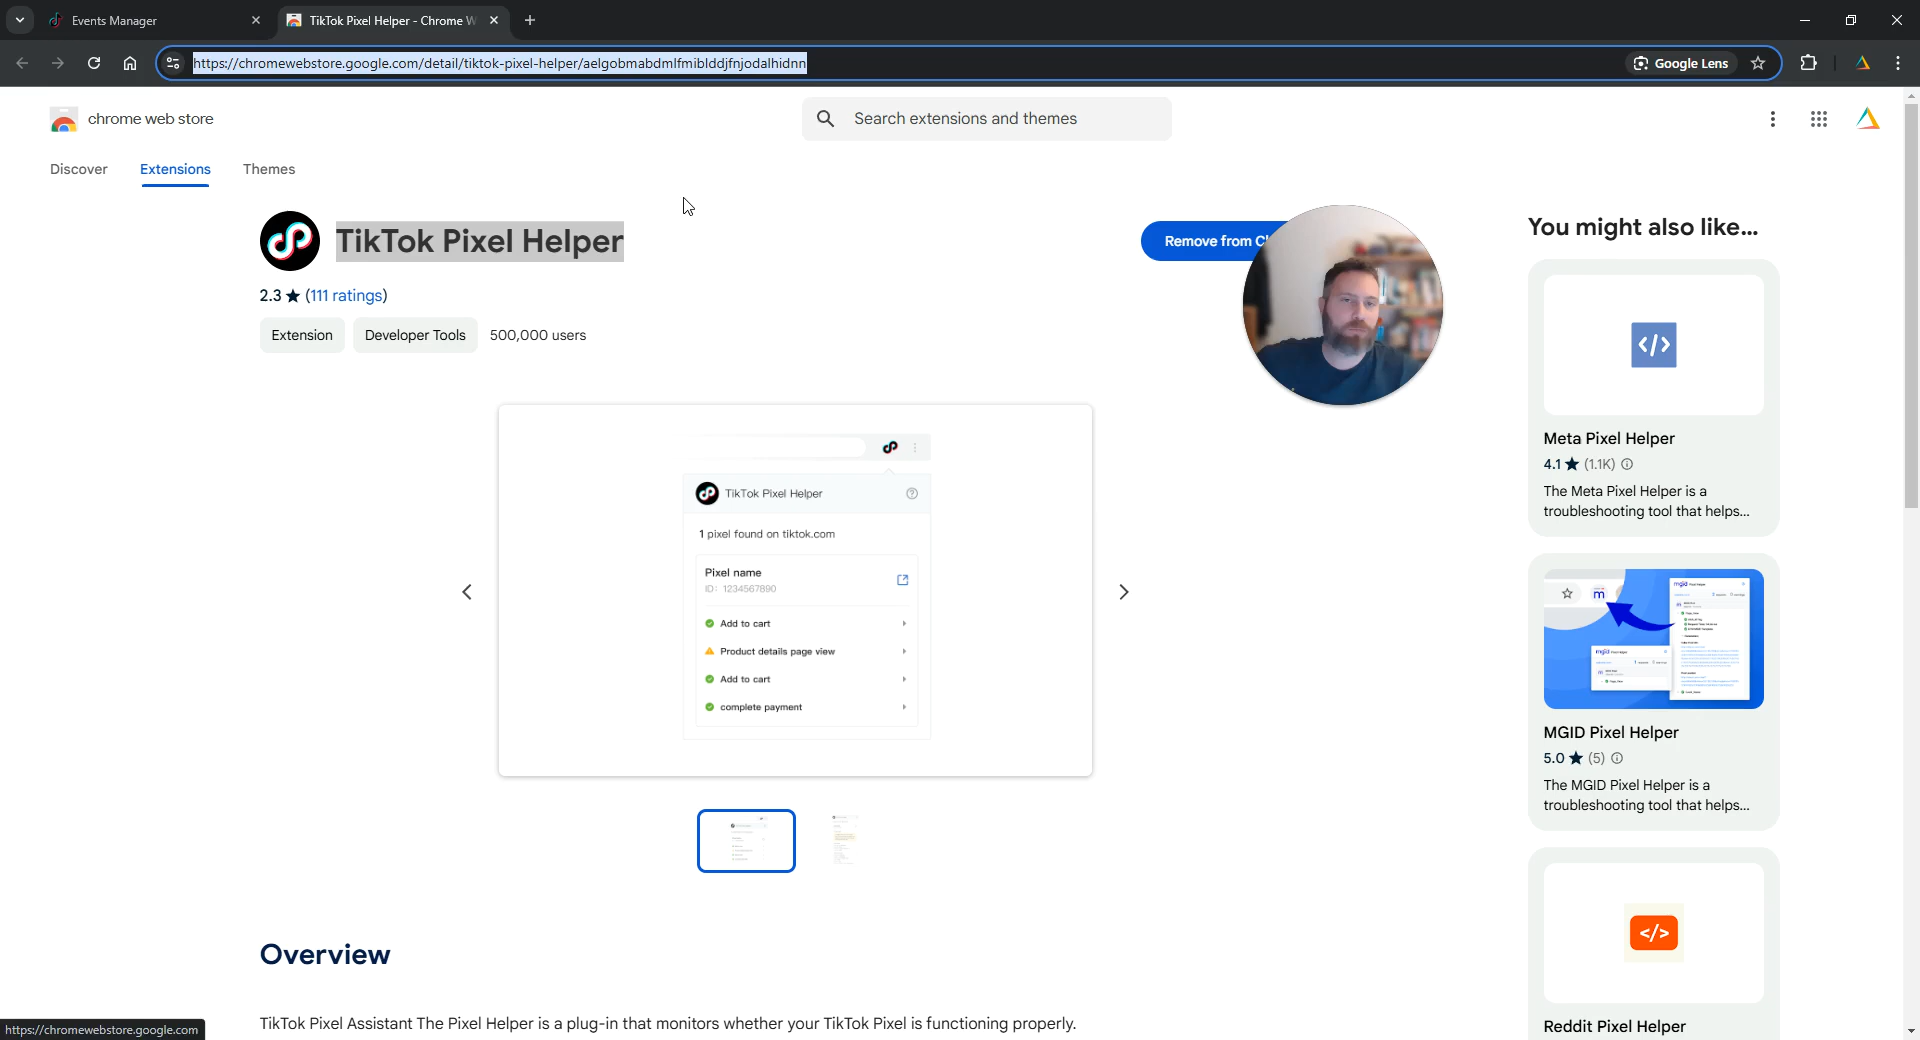 Events Manager
TikTok Pixel Helper - Chrome W
https://chromewebstore.google.com/detail/tiktok-pixel-helper/aelgobmabdmlfmiblddjfnjodalhidnn
Google Lens
chrome web store
Search extensions and themes
Discover
Extensions
Themes
TikTok Pixel Helper
Remove from C
2.3 ★ (111 ratings)
Extension
Developer Tools
500,000 users
TikTok Pixel Helper
1 pixel found on tiktok.com
Pixel name
ID: 1234567890
Add to cart
Product details page view
Add to cart
complete payment
Overview
TikTok Pixel Assistant The Pixel Helper is a plug-in that monitors whether your TikTok Pixel is functioning properly.
You might also like...
</>
Meta Pixel Helper
4.1 ★ (1.1K)
The Meta Pixel Helper is a
troubleshooting tool that helps...
MGID Pixel Helper
5.0 ★ (5)
The MGID Pixel Helper is a
troubleshooting tool that helps...
</>
Reddit Pixel Helper
https://chromewebstore.google.com